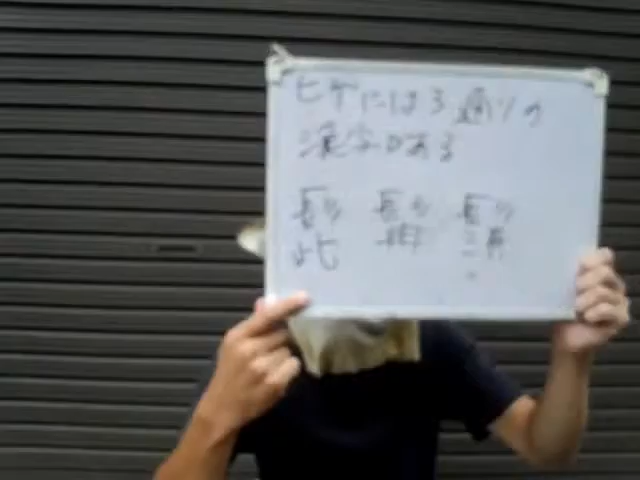 ヒゲには3通りの
漢字がある
髭 髯 鬚